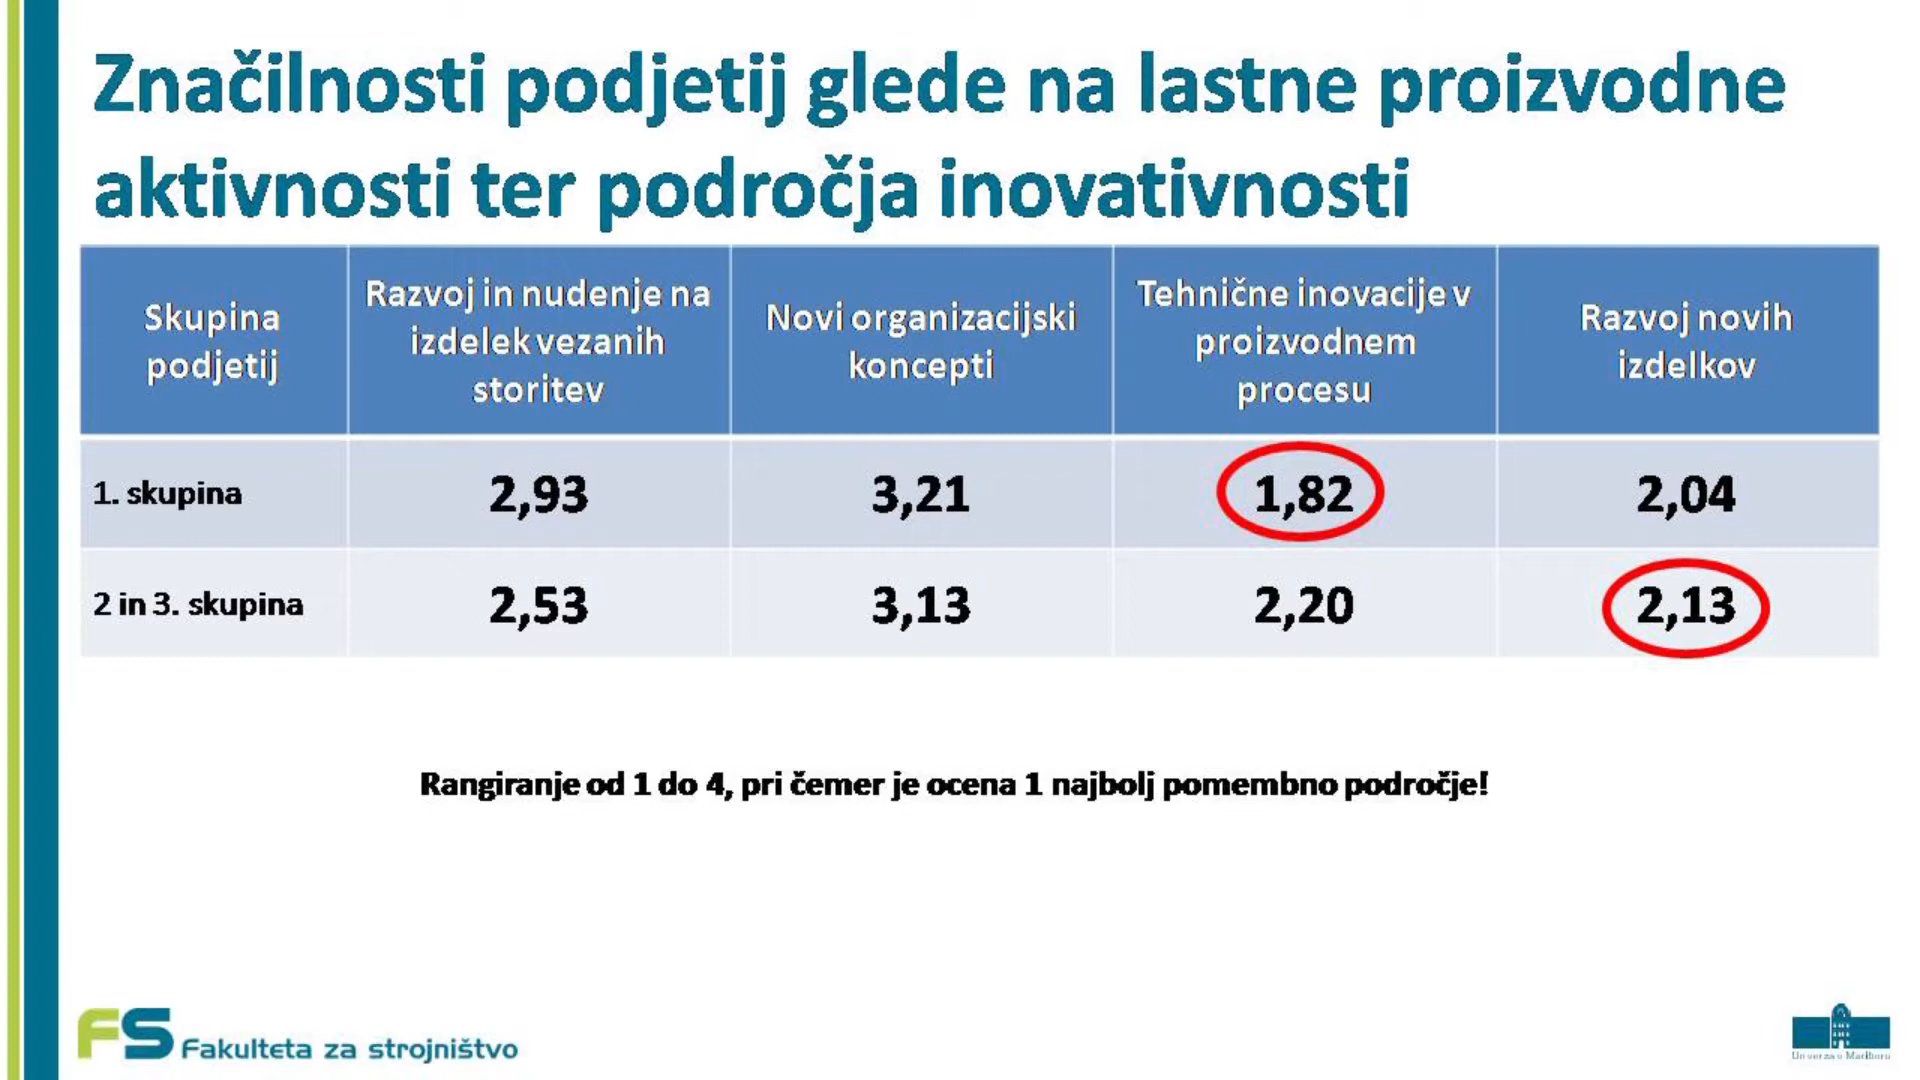 Značilnosti podjetij glede na lastne proizvodne
aktivnosti ter področja inovativnosti
Skupina
podjetij
Razvoj in nudenje na
izdelek vezanih
storitev
Novi organizacijski
koncepti
Tehnične inovacije v
proizvodnem
procesu
Razvoj novih
izdelkov
1. skupina
2,93
3,21
1,82
2,04
2 in 3. skupina
2,53
3,13
2,20
2,13
Rangiranje od 1 do 4, pri čemer je ocena 1 najbolj pomembno področje!
FS Fakulteta za strojništvo
Univerza v Mariboru